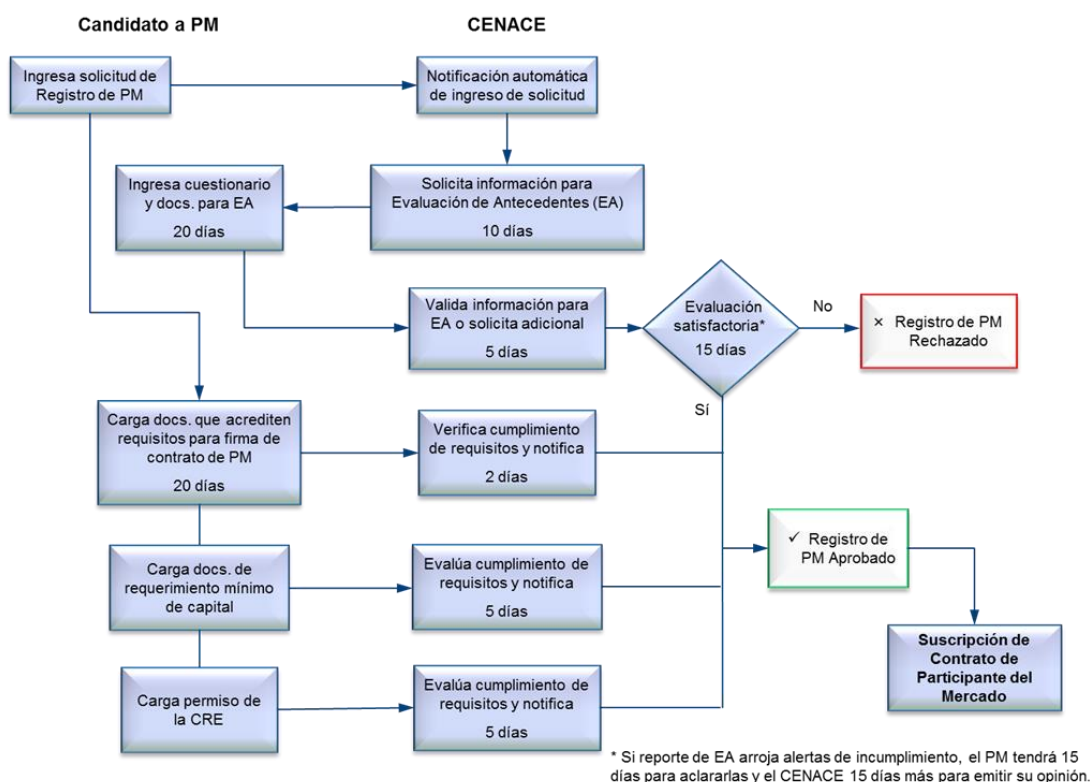 Candidato a PM
CENACE
Ingresa solicitud de
Registro de PM
Notificación automática
de ingreso de solicitud
Ingresa cuestionario
y docs. para EA
20 días
Solicita información para
Evaluación de Antecedentes (EA)
10 días
Valida información para
EA o solicita adicional
5 días
Evaluación
satisfactoria*
15 días
No
× Registro de PM
Rechazado
Sí
Carga docs. que acrediten
requisitos para firma de
contrato de PM
20 días
Verifica cumplimiento
de requisitos y notifica
2 días
✓ Registro de
PM Aprobado
Carga docs. de
requerimiento mínimo
de capital
Evalúa cumplimiento de
requisitos y notifica
5 días
Suscripción de
Contrato de
Participante del
Mercado
Carga permiso de
la CRE
Evalúa cumplimiento de
requisitos y notifica
5 días
* Si reporte de EA arroja alertas de incumplimiento, el PM tendrá 15
días para aclararlas y el CENACE 15 días más para emitir su opinión.